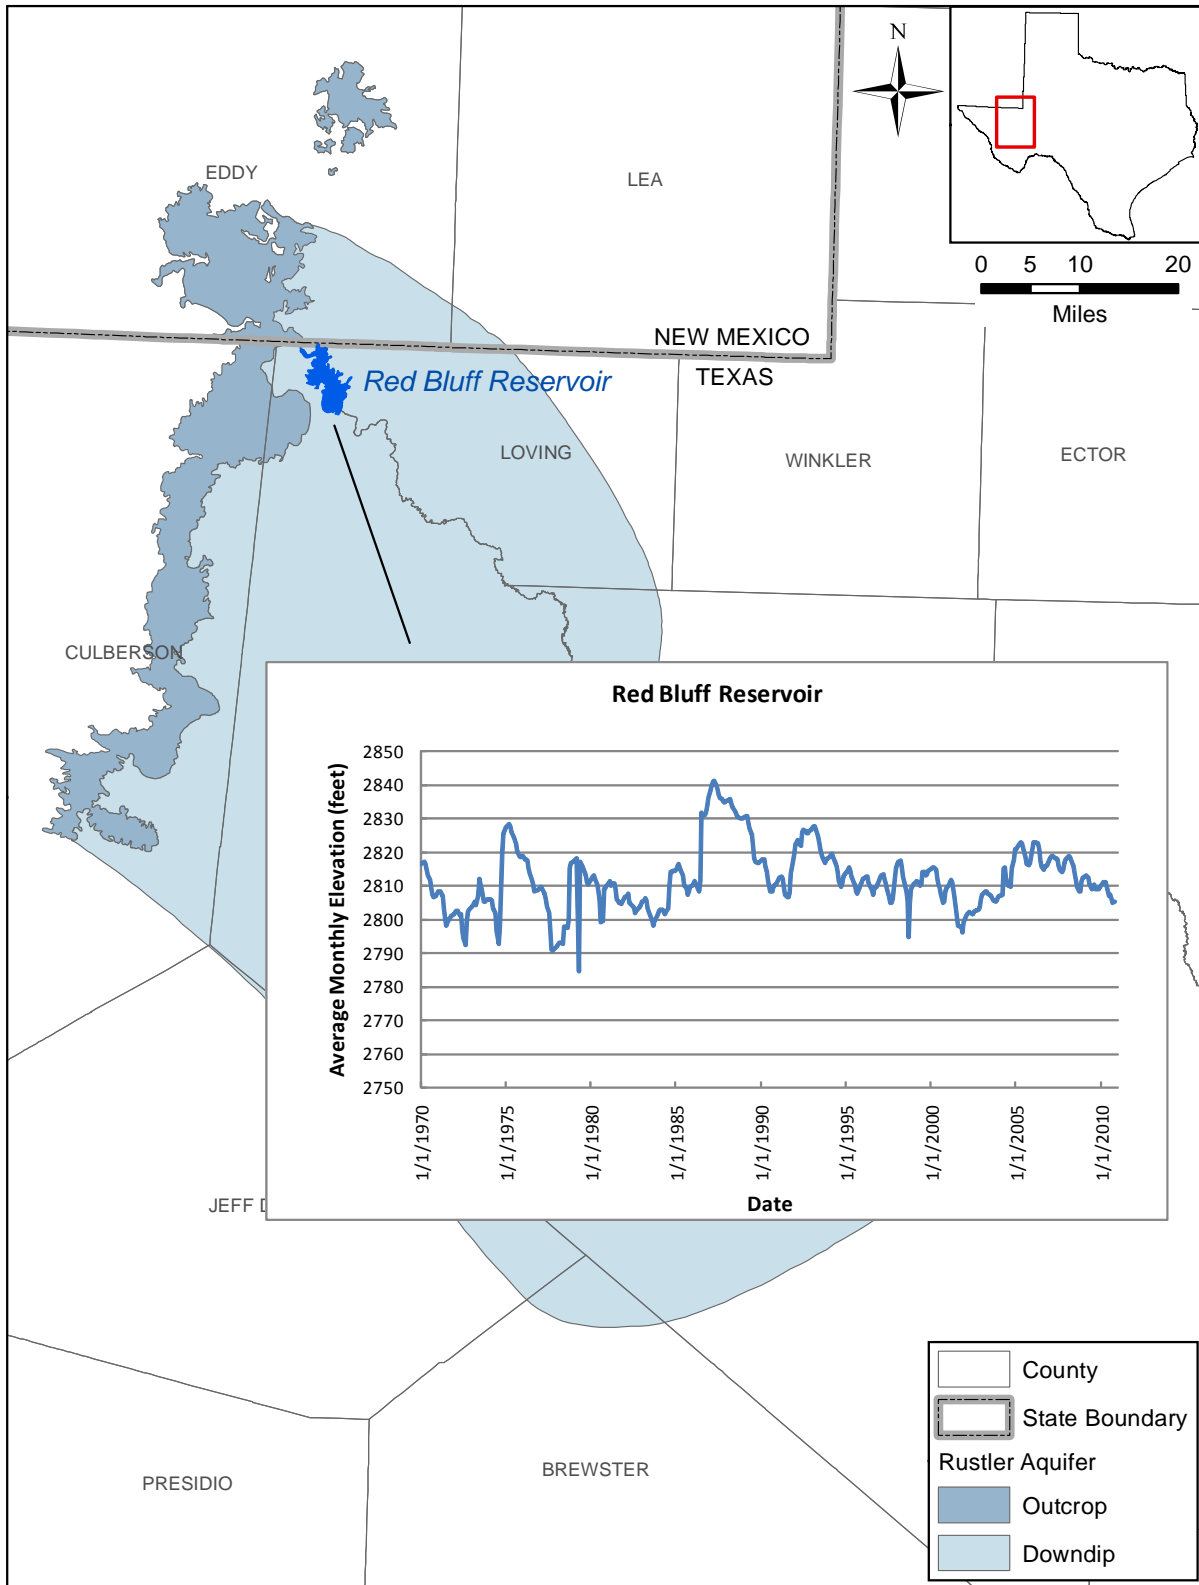 N
EDDY
LEA
0 5 10 20
Miles
NEW MEXICO
TEXAS
Red Bluff Reservoir
LOVING
WINKLER
ECTOR
CULBERSON
Red Bluff Reservoir
Average Monthly Elevation (feet)
2850
2840
2830
2820
2810
2800
2790
2780
2770
2760
2750
1/1/1970
1/1/1975
1/1/1980
1/1/1985
1/1/1990
1/1/1995
1/1/2000
1/1/2005
1/1/2010
Date
JEFF
PRESIDIO
BREWSTER
County
State Boundary
Rustler Aquifer
Outcrop
Downdip